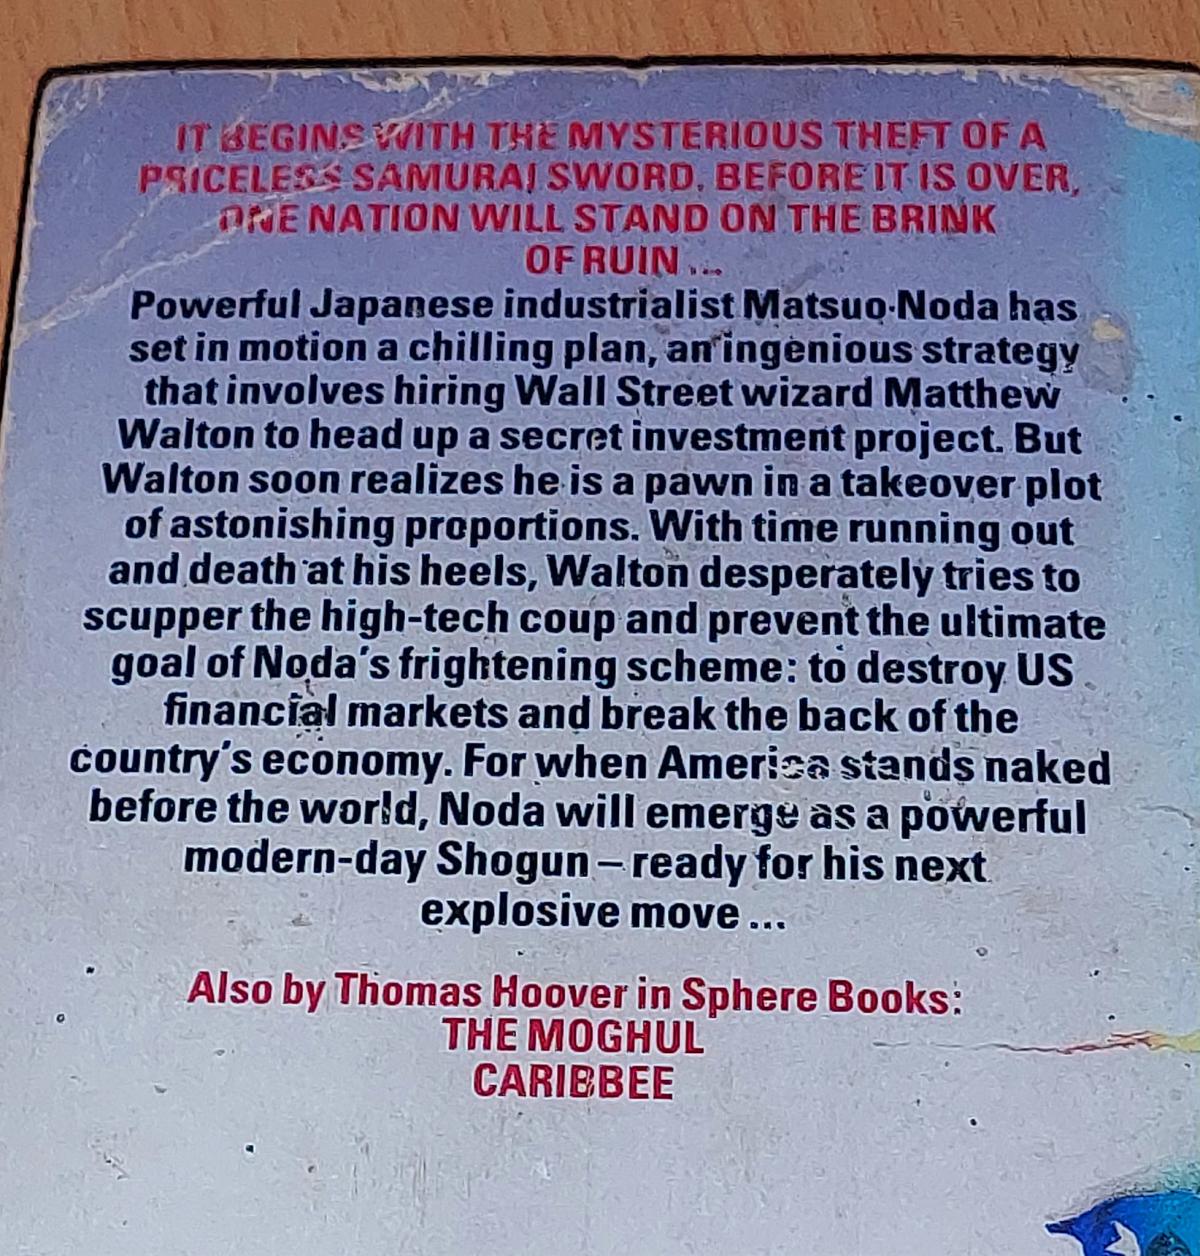 IT BEGINS WITH THE MYSTERIOUS THEFT OF A
PRICELESS SAMURAI SWORD. BEFORE IT IS OVER,
ONE NATION WILL STAND ON THE BRINK
OF RUIN ...
Powerful Japanese industrialist Matsuo Noda has
set in motion a chilling plan, an ingenious strategy
that involves hiring Wall Street wizard Matthew
Walton to head up a secret investment project. But
Walton soon realizes he is a pawn in a takeover plot
of astonishing proportions. With time running out
and death at his heels, Walton desperately tries to
scupper the high-tech coup and prevent the ultimate
goal of Noda's frightening scheme: to destroy US
financial markets and break the back of the
country's economy. For when America stands naked
before the world, Noda will emerge as a powerful
modern-day Shogun – ready for his next
explosive move ...
Also by Thomas Hoover in Sphere Books:
THE MOGHUL
CARIBBEE